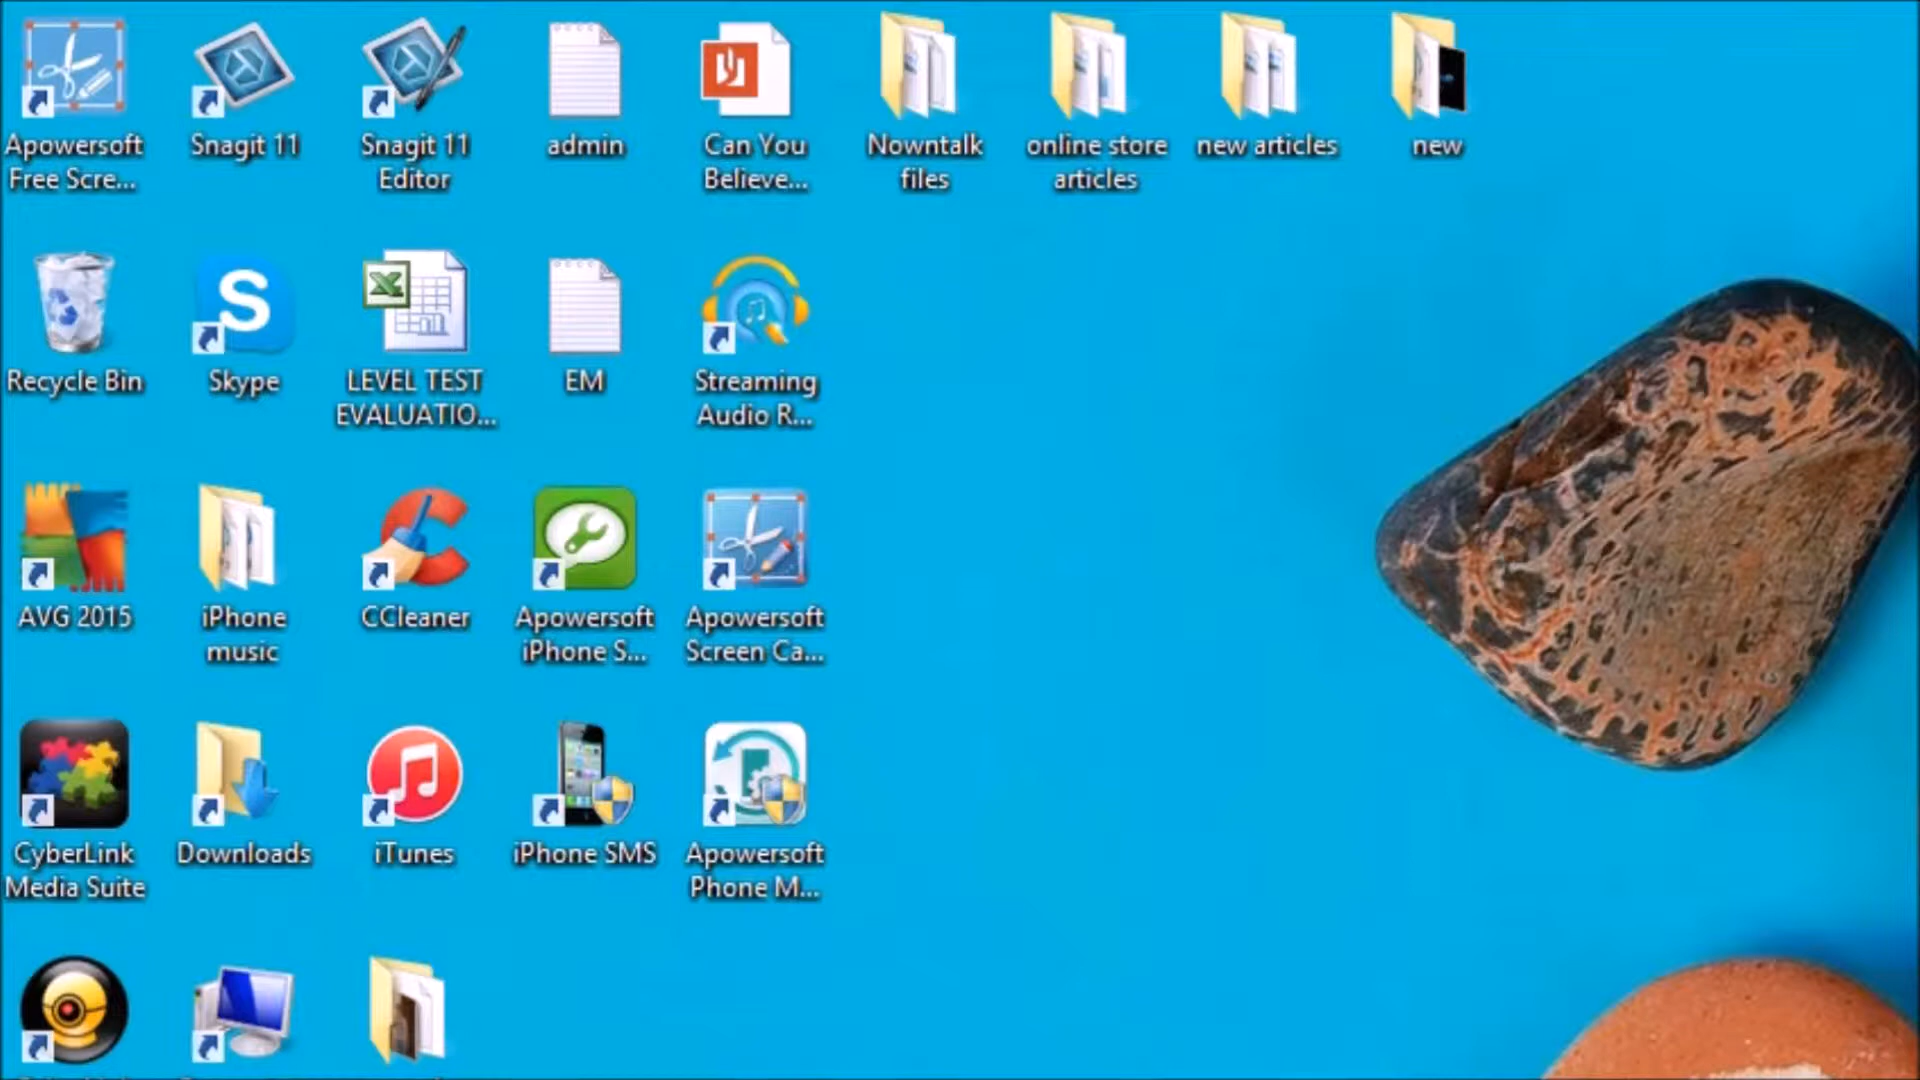 Apowersoft
Free Scre...
Snagit 11
Snagit 11
Editor
admin
Can You
Believe...
Nowntalk
files
online store
articles
new articles
new
Recycle Bin
Skype
LEVEL TEST
EVALUATIO...
EM
Streaming
Audio R...
AVG 2015
iPhone
music
CCleaner
Apowersoft
iPhone S...
Apowersoft
Screen Ca...
CyberLink
Media Suite
Downloads
iTunes
iPhone SMS
Apowersoft
Phone M...